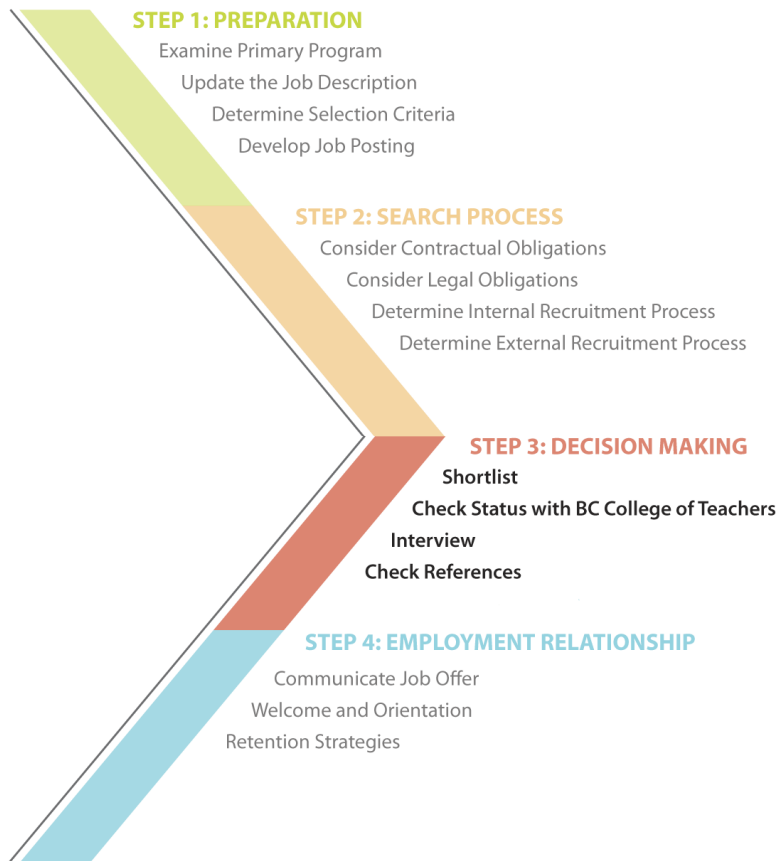 STEP 1: PREPARATION
Examine Primary Program
Update the Job Description
Determine Selection Criteria
Develop Job Posting
STEP 2: SEARCH PROCESS
Consider Contractual Obligations
Consider Legal Obligations
Determine Internal Recruitment Process
Determine External Recruitment Process
STEP 3: DECISION MAKING
Shortlist
Check Status with BC College of Teachers
Interview
Check References
STEP 4: EMPLOYMENT RELATIONSHIP
Communicate Job Offer
Welcome and Orientation
Retention Strategies